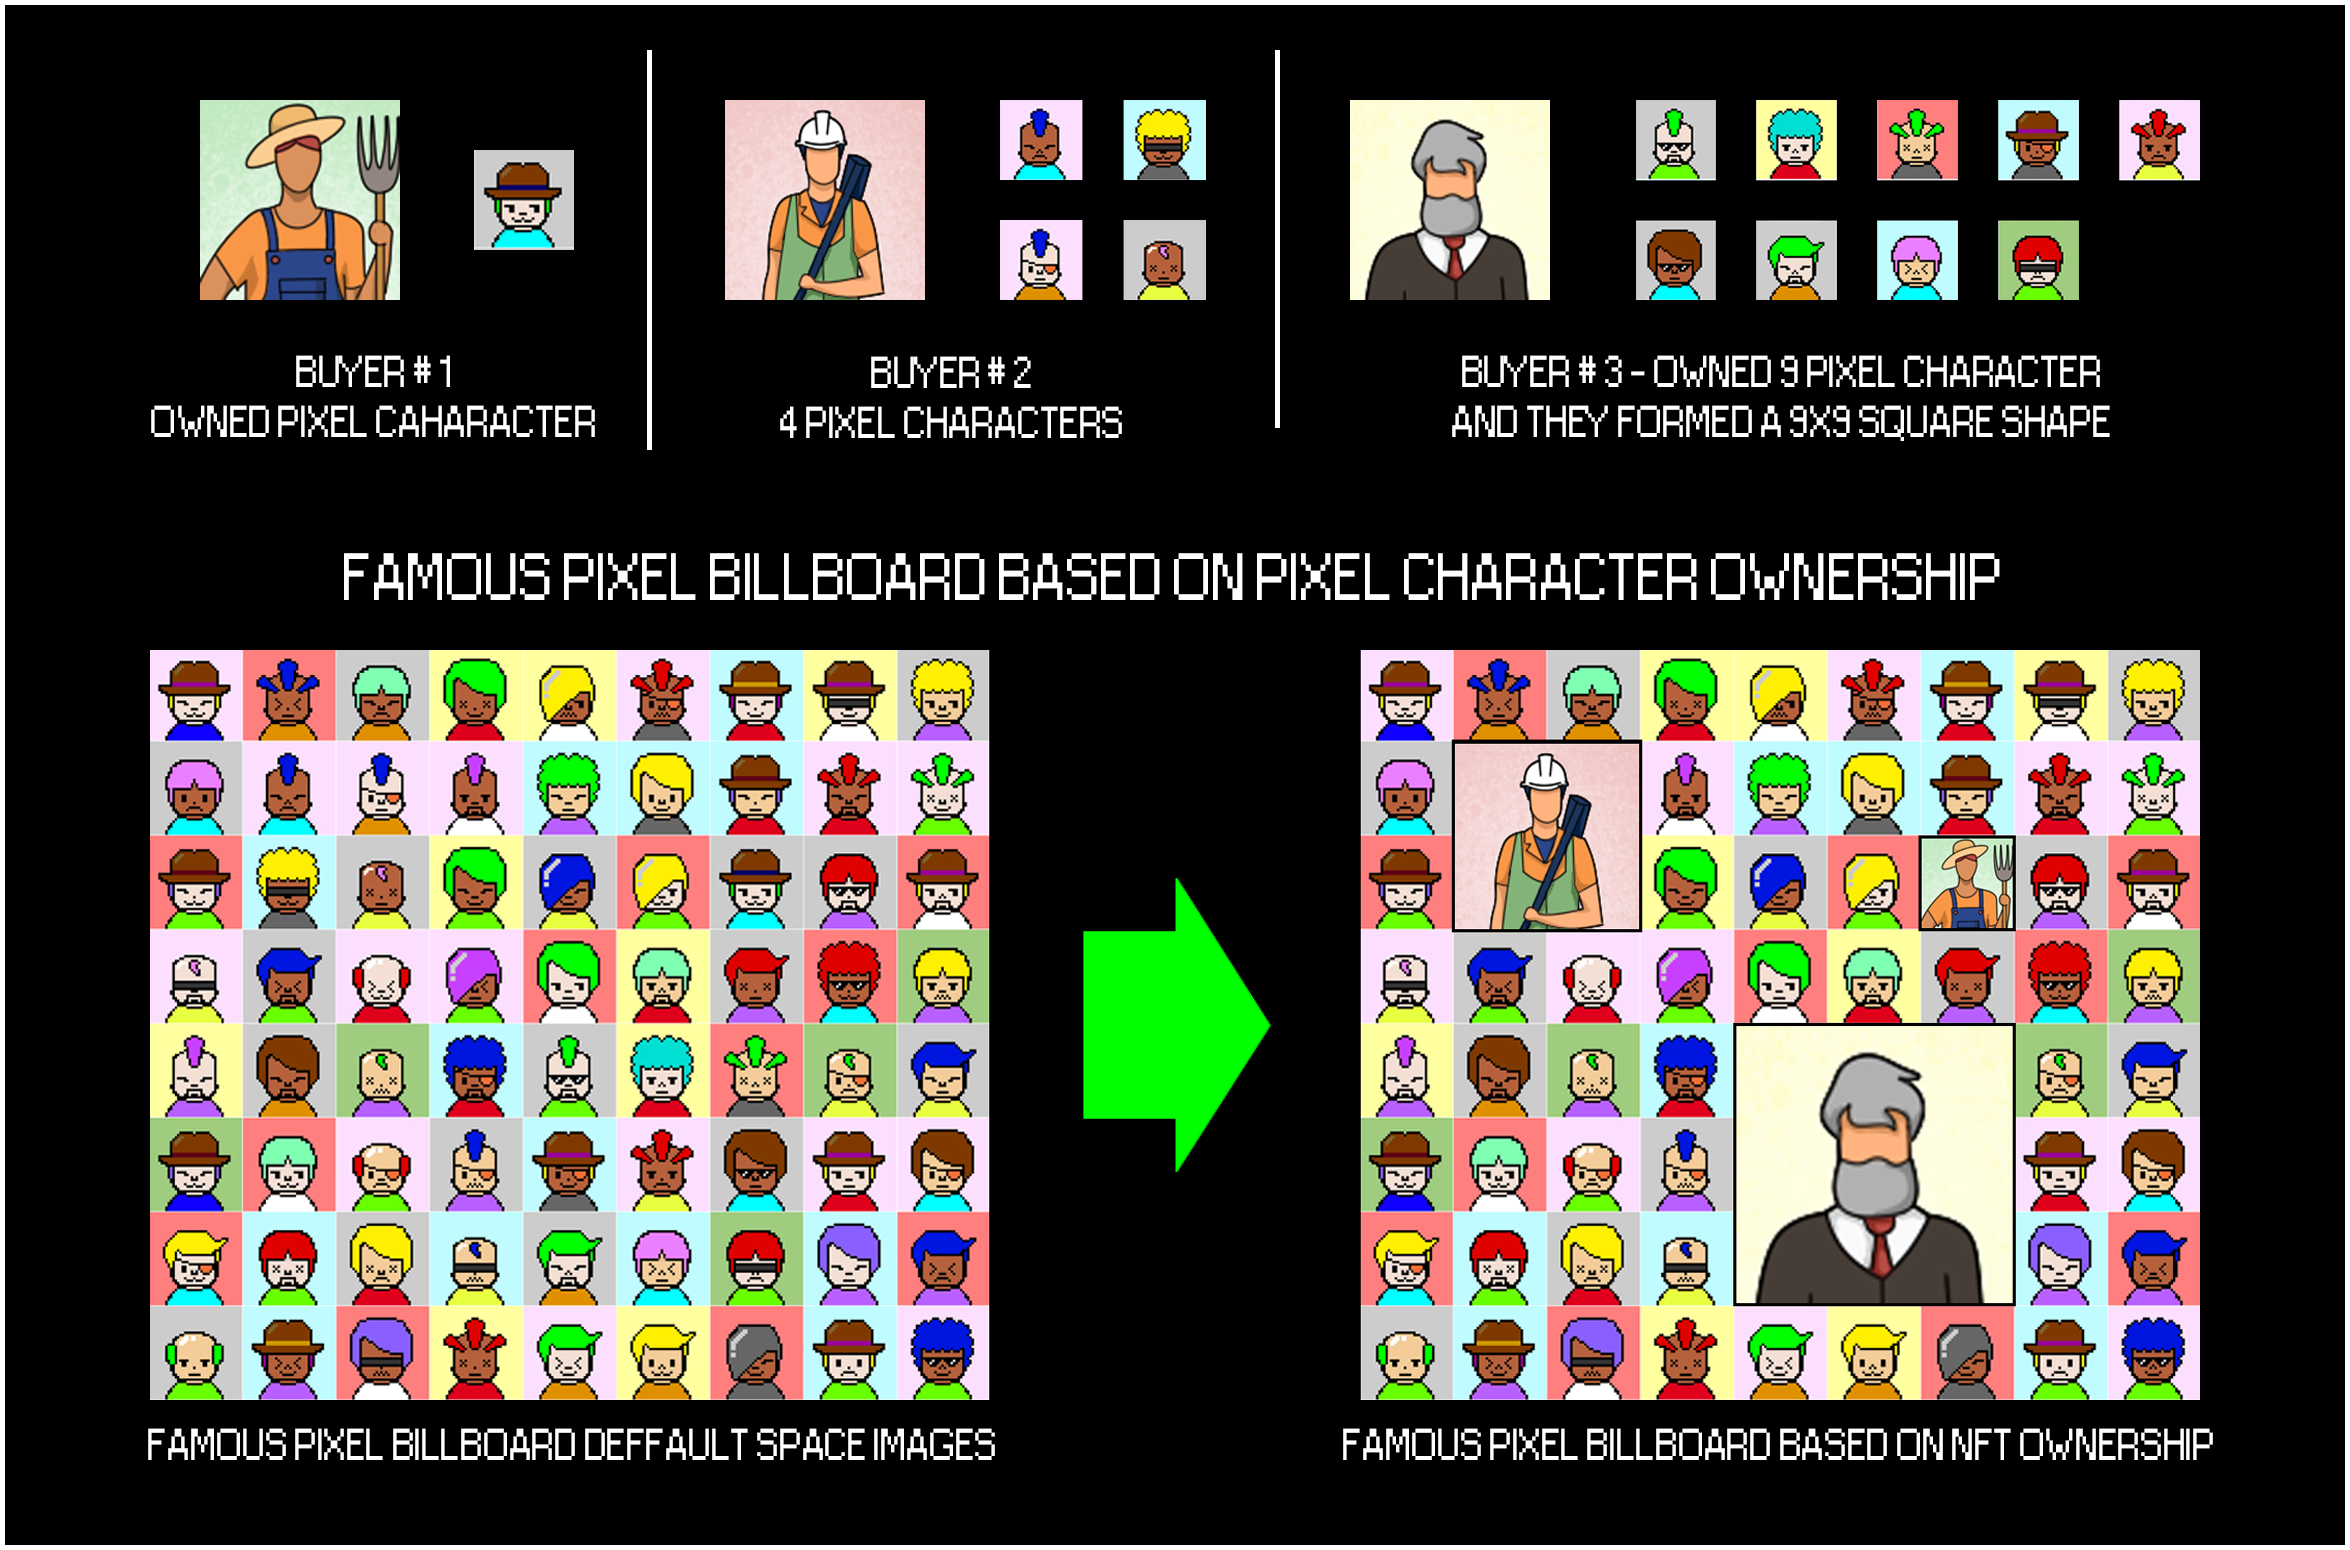 BUYER # 1
OWNED PIXEL CAHARACTER
BUYER # 2
4 PIXEL CHARACTERS
BUYER # 3 - OWNED 9 PIXEL CHARACTER
AND THEY FORMED A 9X9 SQUARE SHAPE
FAMOUS PIXEL BILLBOARD BASED ON PIXEL CHARACTER OWNERSHIP
FAMOUS PIXEL BILLBOARD DEFFAULT SPACE IMAGES
FAMOUS PIXEL BILLBOARD BASED ON NFT OWNERSHIP